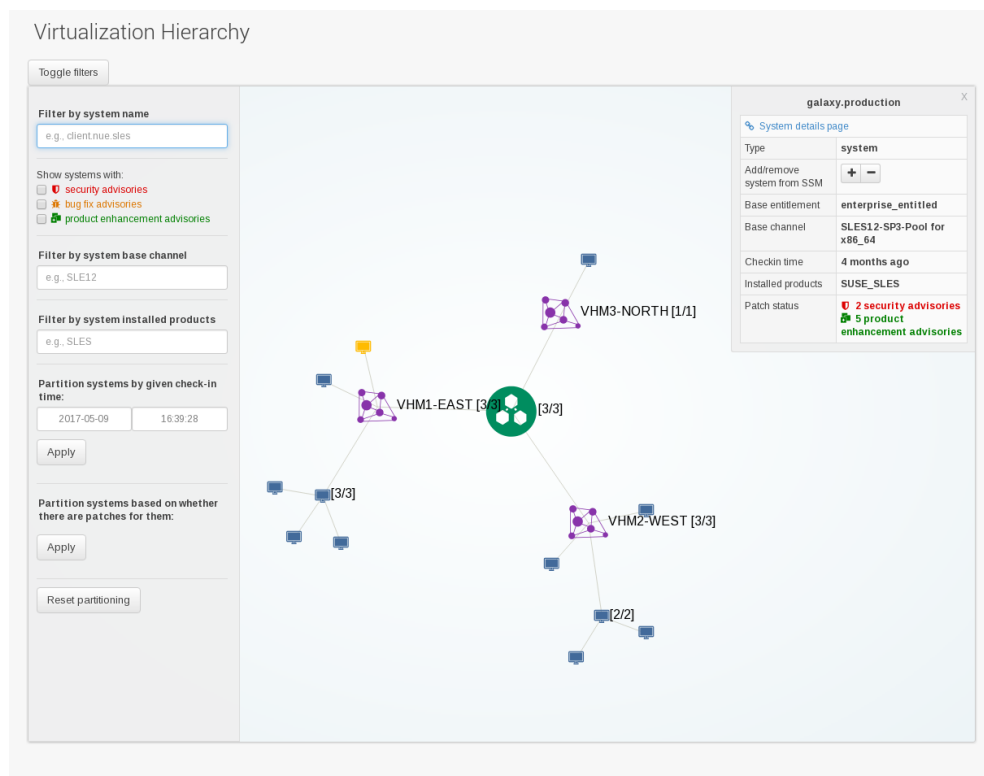 Virtualization Hierarchy
Toggle filters
Filter by system name
e.g., client.nue.sles
Show systems with:
security advisories
bug fix advisories
product enhancement advisories
Filter by system base channel
e.g., SLE12
Filter by system installed products
e.g., SLES
Partition systems by given check-in
time:
2017-05-09 16:39:28
Apply
Partition systems based on whether
there are patches for them:
Apply
Reset partitioning
VHM3-NORTH [1/1]
VHM1-EAST [3/3]
[3/3]
[3/3]
VHM2-WEST [3/3]
[2/2]
galaxy.production X
System details page
Type system
Add/remove
system from SSM
Base entitlement enterprise_entitled
Base channel SLES12-SP3-Pool for
x86_64
Checkin time 4 months ago
Installed products SUSE_SLES
Patch status 2 security advisories
5 product
enhancement advisories